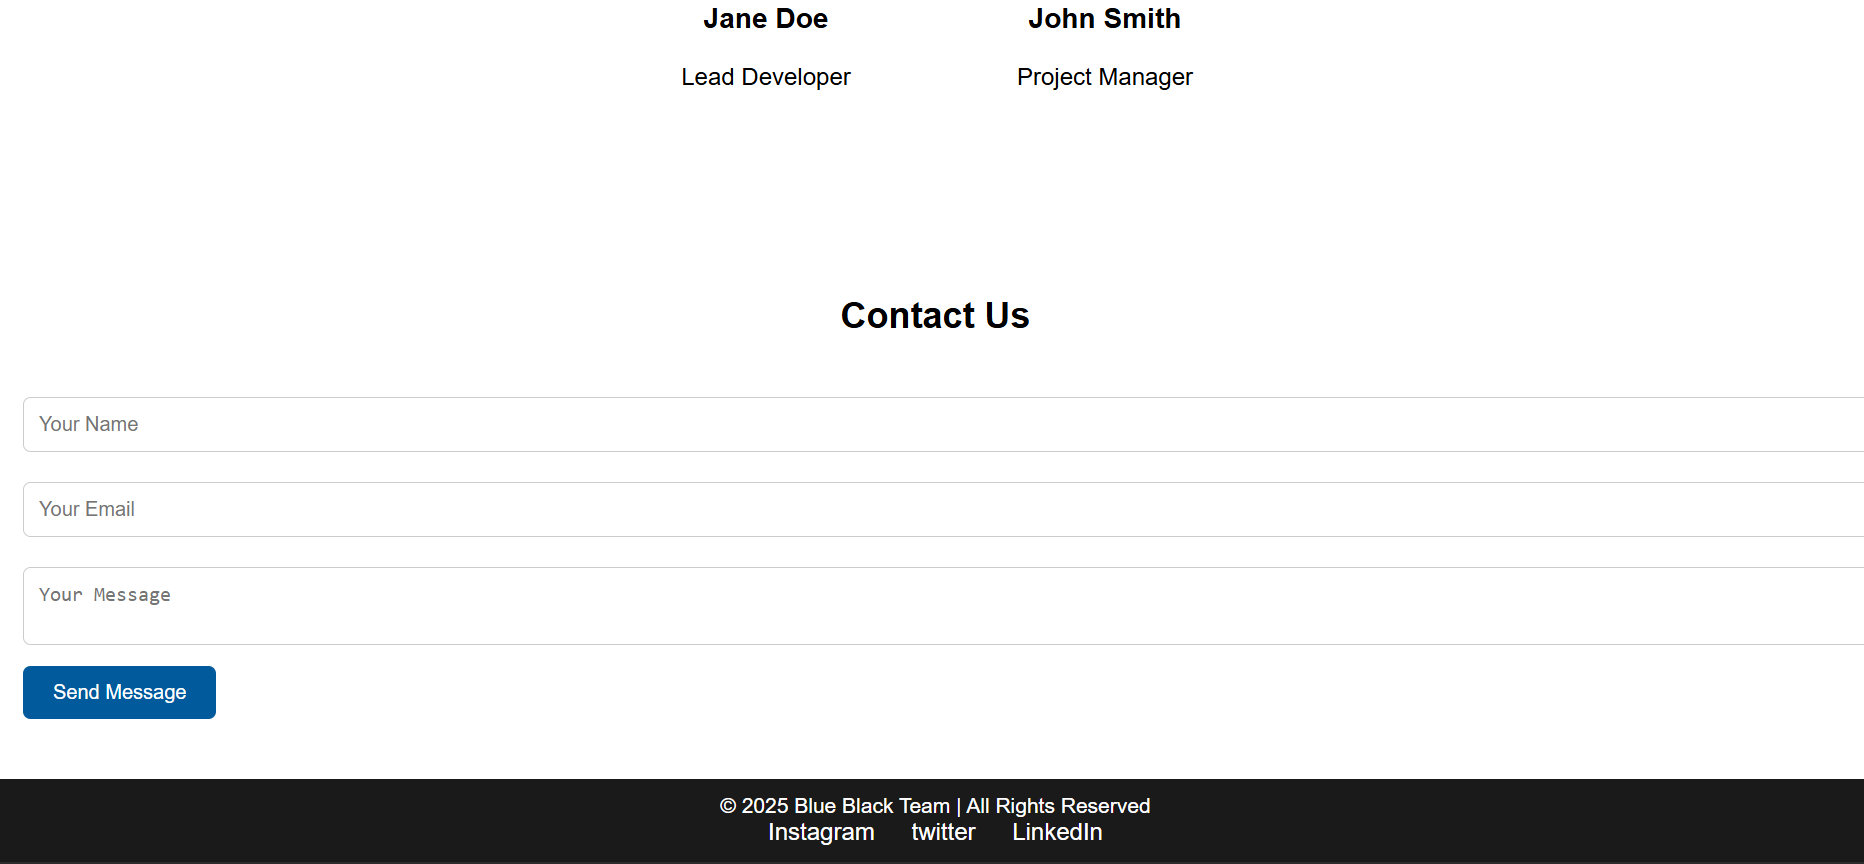 Jane Doe John Smith
Lead Developer Project Manager
Contact Us
Your Name
Your Email
Your Message
Send Message
© 2025 Blue Black Team | All Rights Reserved
Instagram twitter LinkedIn